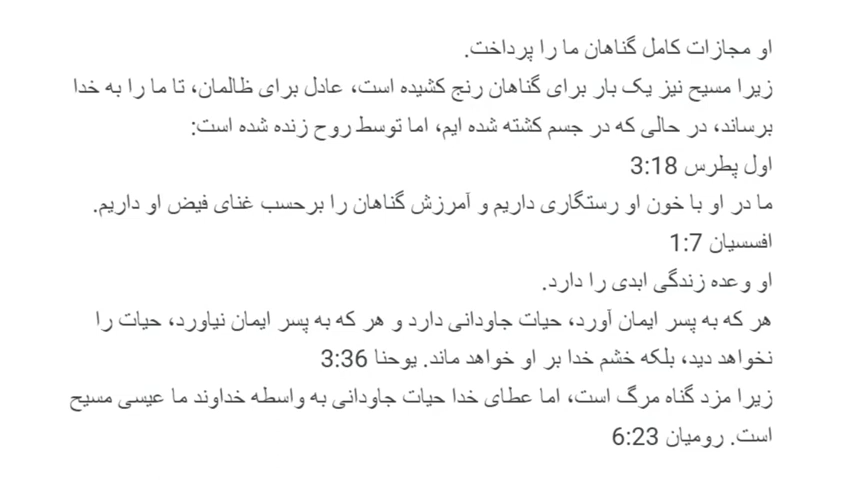 او مجازات کامل گناهان ما را پرداخت.
زیرا مسیح نیز یک بار برای گناهان رنج کشیده است، عادل برای ظالمان، تا ما را به خدا
برساند، در حالی که در جسم کشته شده ایم، اما توسط روح زنده شده است:
اول پطرس 3:18
ما در او با خون او رستگاری داریم و آمرزش گناهان را برحسب غنای فیض او داریم.
افسسیان 1:7
او وعده زندگی ابدی را دارد.
هر که به پسر ایمان آورد، حیات جاودانی دارد و هر که به پسر ایمان نیاورد، حیات را
نخواهد دید، بلکه خشم خدا بر او خواهد ماند. یوحنا 3:36
زیرا مزد گناه مرگ است، اما عطای خدا حیات جاودانی به واسطه خداوند ما عیسی مسیح
است. رومیان 6:23